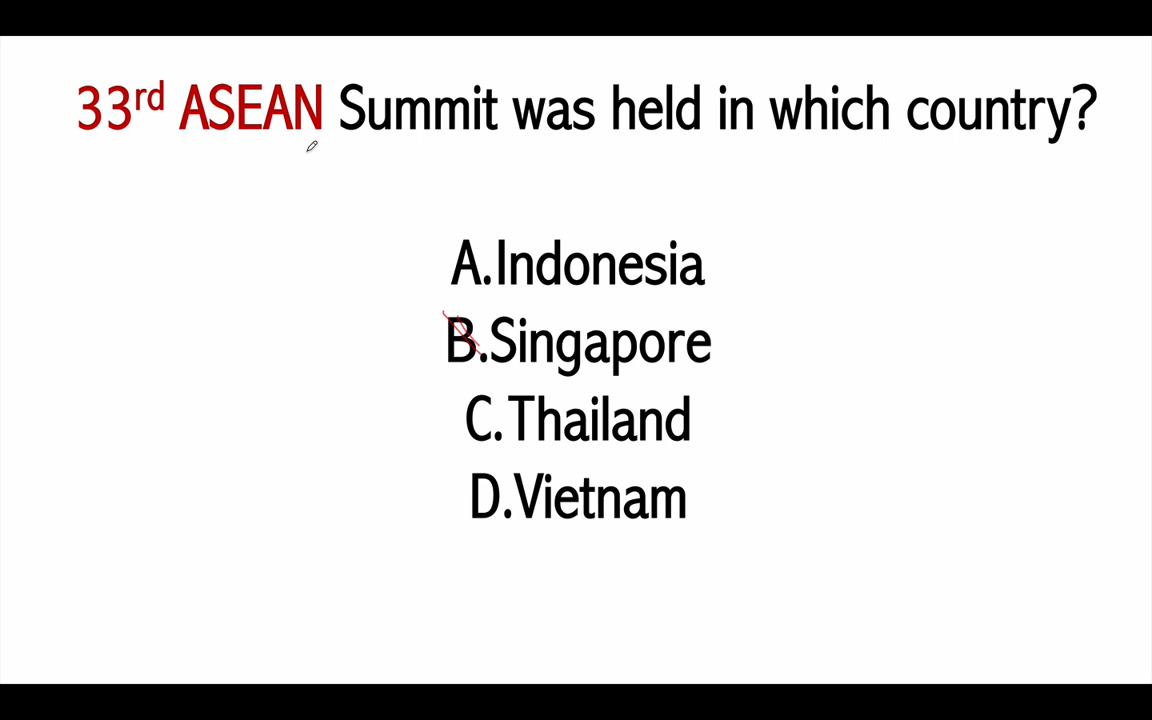 33rd ASEAN Summit was held in which country?
A.Indonesia
B.Singapore
C.Thailand
D.Vietnam